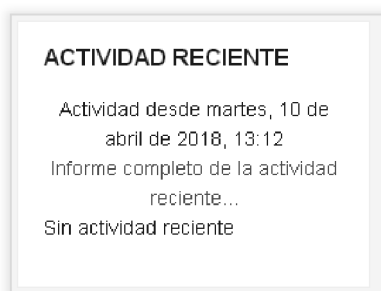 ACTIVIDAD RECIENTE
Actividad desde martes, 10 de
abril de 2018, 13:12
Informe completo de la actividad
reciente...
Sin actividad reciente